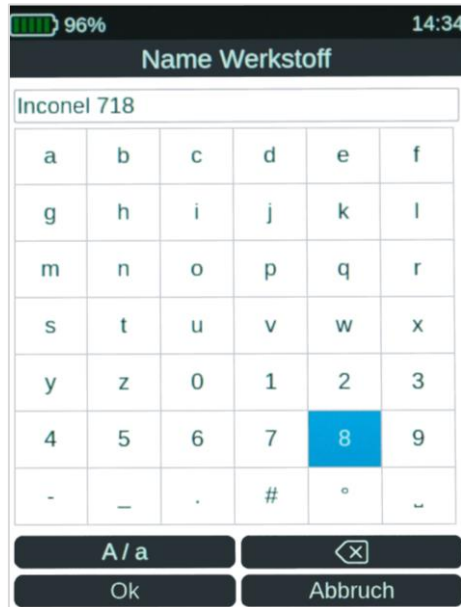 96% 14:34
Name Werkstoff
Inconel 718
a b c d e f
g h i j k l
m n o p q r
s t u v w x
y z 0 1 2 3
4 5 6 7 8 9
- _ . # ° ⎵
A / a
Ok Abbruch